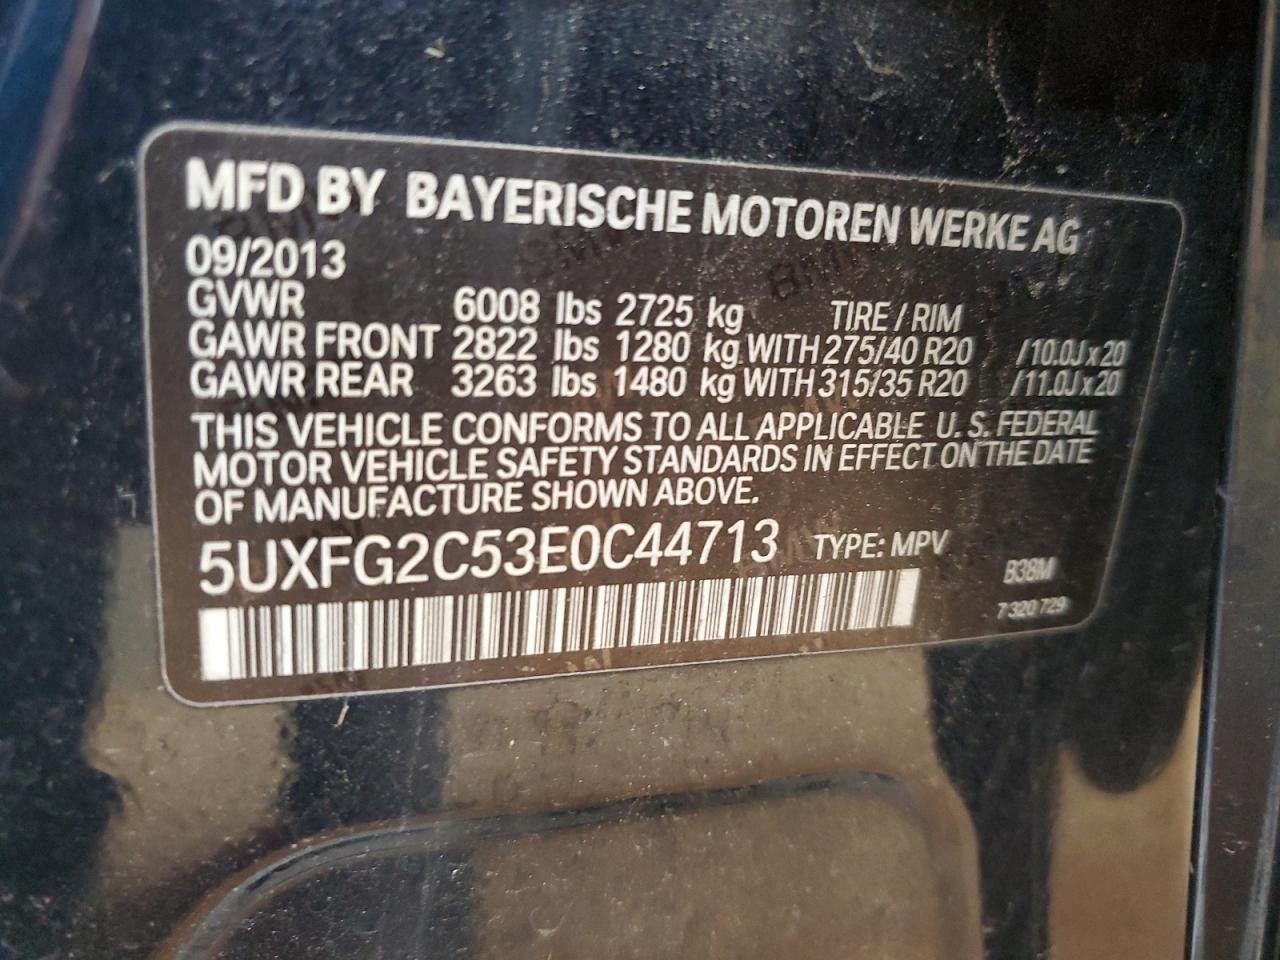 MFD BY BAYERISCHE MOTOREN WERKE AG
09/2013
GVWR 6008 lbs 2725 kg TIRE / RIM
GAWR FRONT 2822 lbs 1280 kg WITH 275/40 R20 /10.0J x 20
GAWR REAR 3263 lbs 1480 kg WITH 315/35 R20 /11.0J x 20
THIS VEHICLE CONFORMS TO ALL APPLICABLE U. S. FEDERAL
MOTOR VEHICLE SAFETY STANDARDS IN EFFECT ON THE DATE
OF MANUFACTURE SHOWN ABOVE.
5UXFG2C53E0C44713 TYPE: MPV
B38M
7 320 729